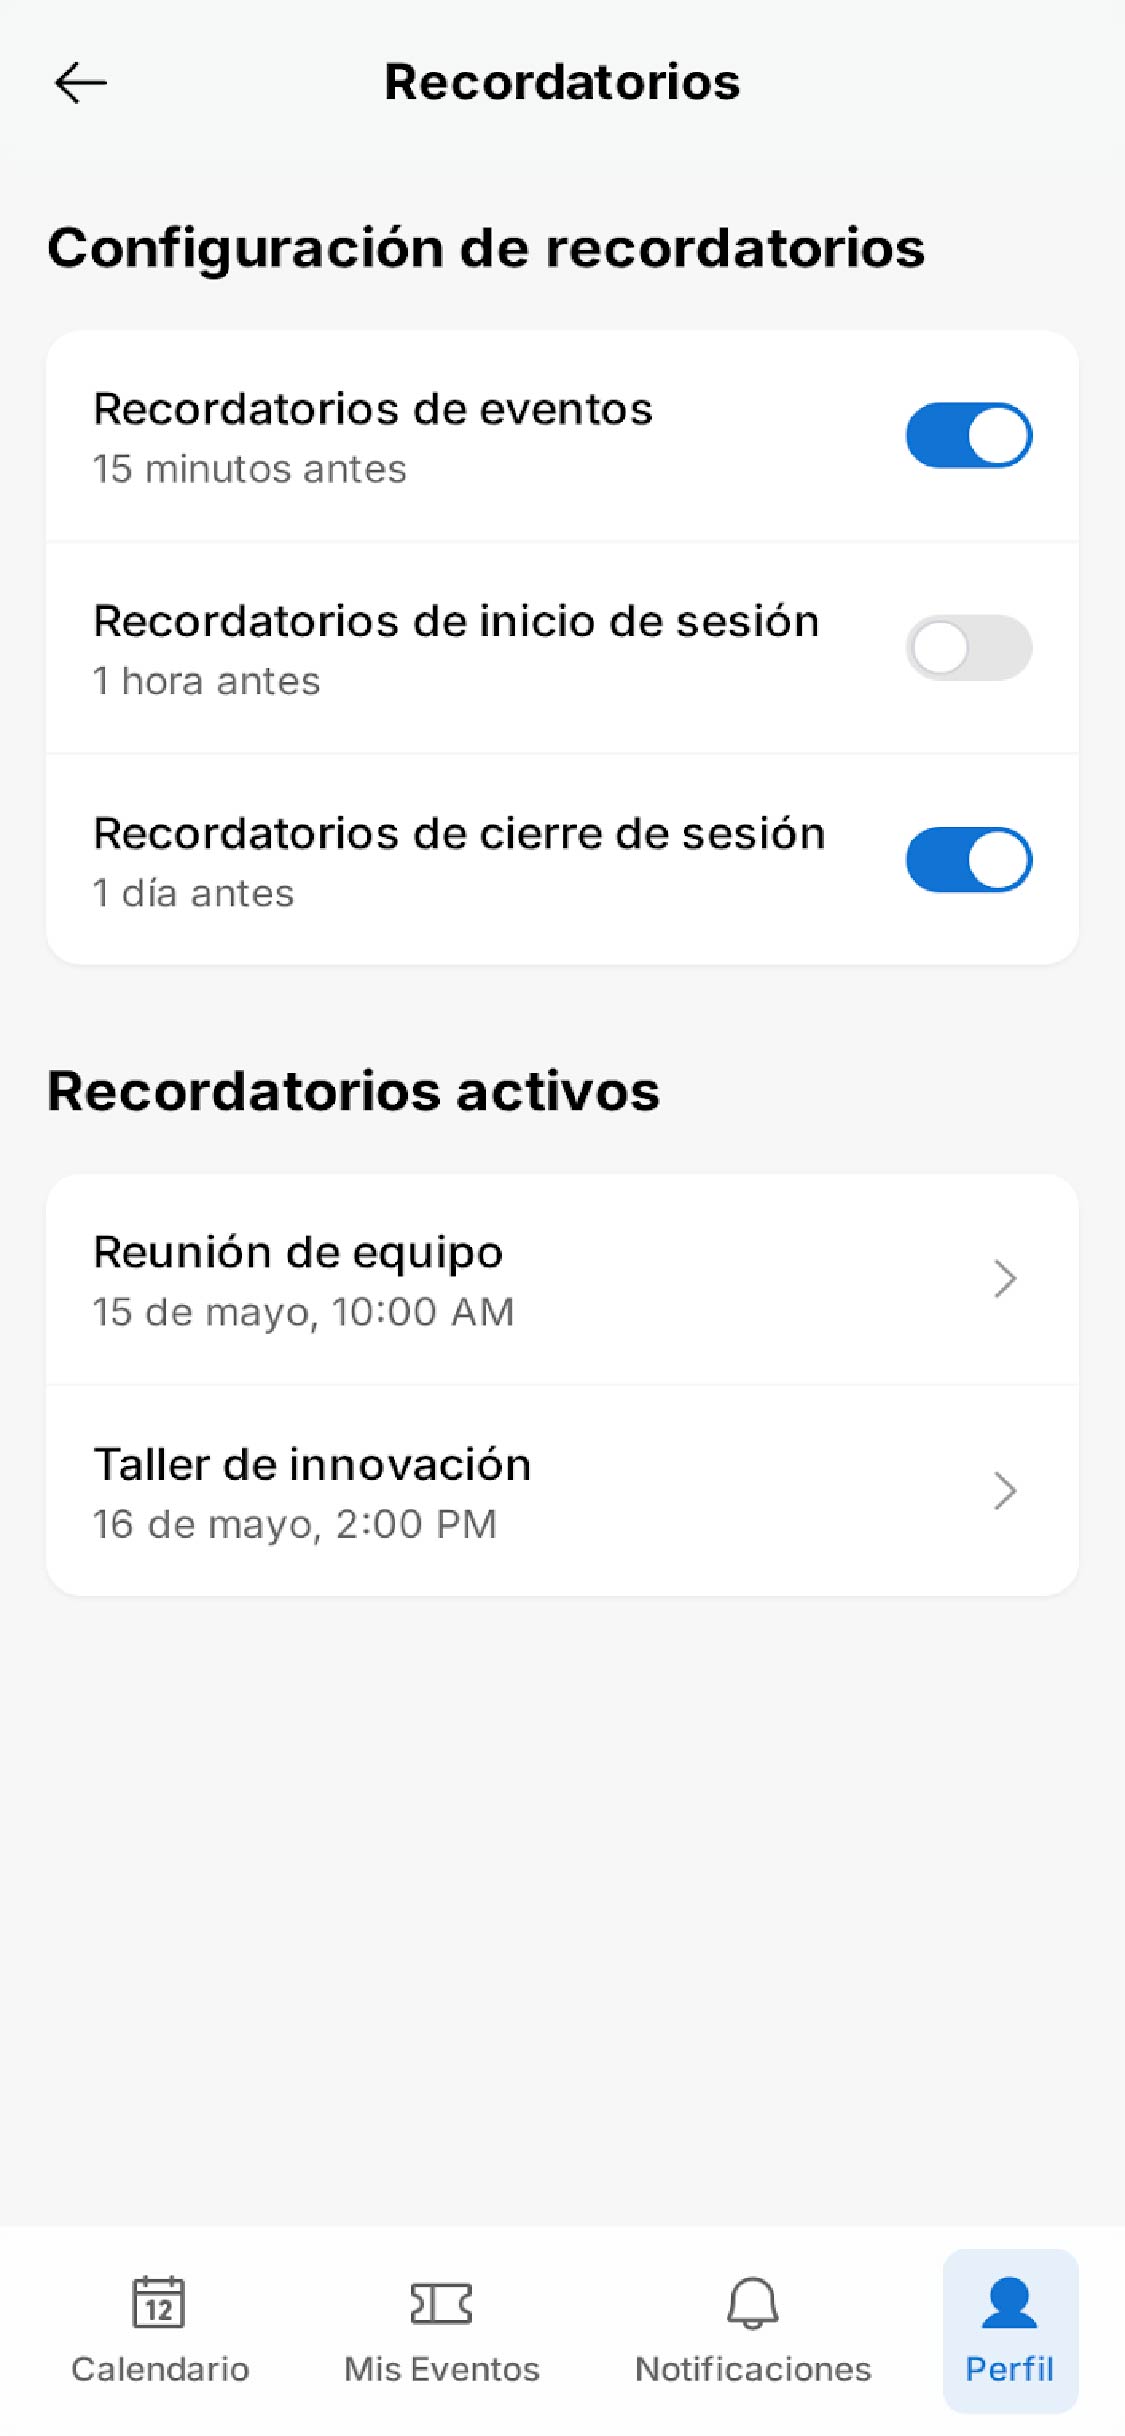 Recordatorios
Configuración de recordatorios
Recordatorios de eventos
15 minutos antes
Recordatorios de inicio de sesión
1 hora antes
Recordatorios de cierre de sesión
1 día antes
Recordatorios activos
Reunión de equipo
15 de mayo, 10:00 AM
Taller de innovación
16 de mayo, 2:00 PM
12
Calendario
Mis Eventos
Notificaciones
Perfil